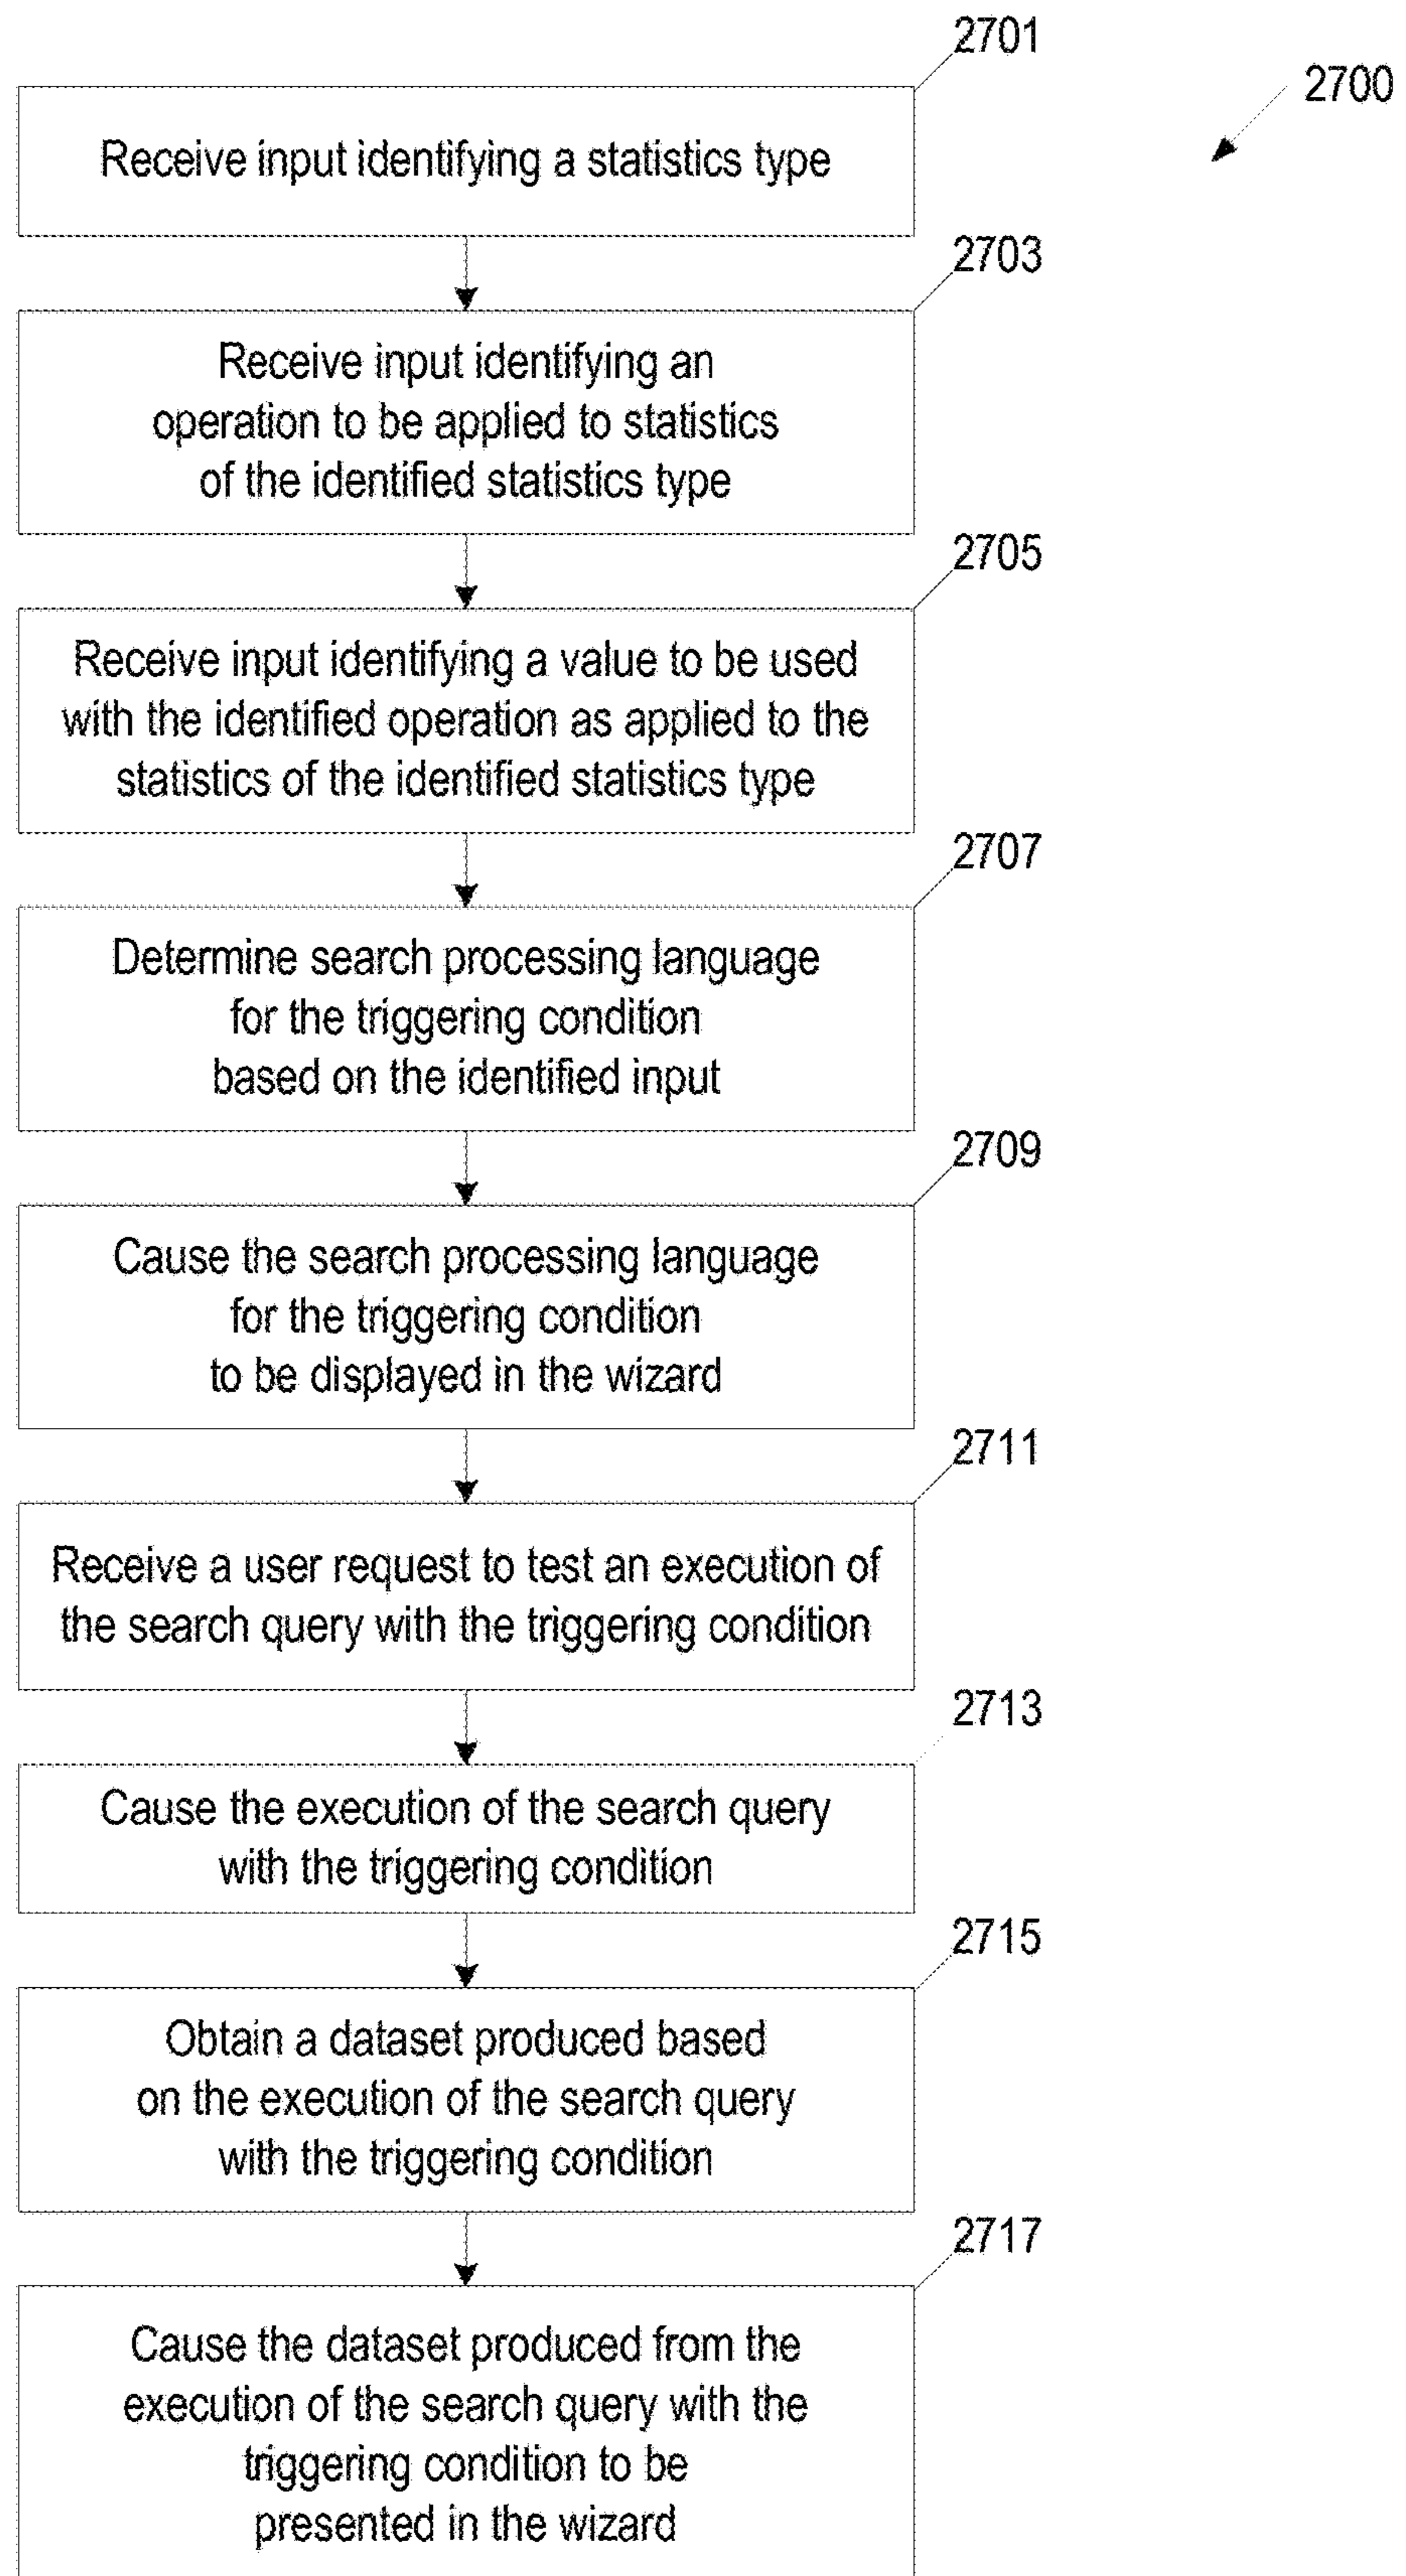 2701
2700
Receive input identifying a statistics type
2703
Receive input identifying an
operation to be applied to statistics
of the identified statistics type
2705
Receive input identifying a value to be used
with the identified operation as applied to the
statistics of the identified statistics type
2707
Determine search processing language
for the triggering condition
based on the identified input
2709
Cause the search processing language
for the triggering condition
to be displayed in the wizard
2711
Receive a user request to test an execution of
the search query with the triggering condition
2713
Cause the execution of the search query
with the triggering condition
2715
Obtain a dataset produced based
on the execution of the search query
with the triggering condition
2717
Cause the dataset produced from the
execution of the search query with the
triggering condition to be
presented in the wizard